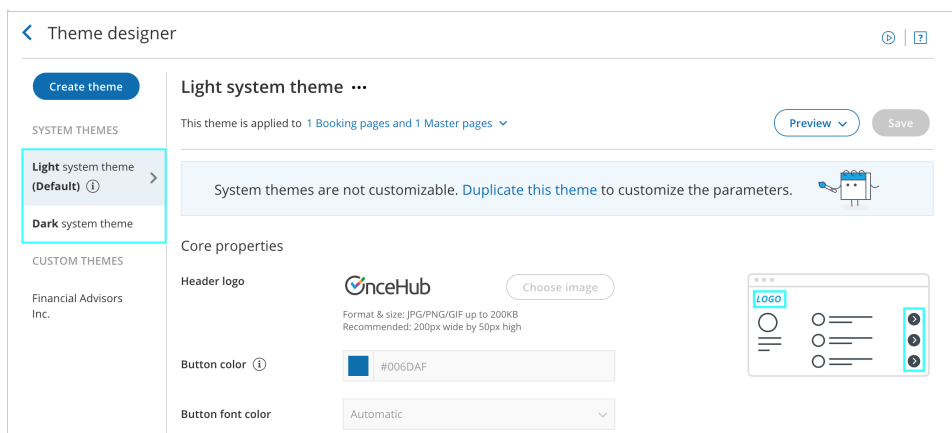 Theme designer
?
Create theme
SYSTEM THEMES
Light system theme
(Default) i
Dark system theme
CUSTOM THEMES
Financial Advisors
Inc.
Light system theme •••
This theme is applied to 1 Booking pages and 1 Master pages
Preview
Save
System themes are not customizable. Duplicate this theme to customize the parameters.
Core properties
Header logo
OnceHub
Choose image
Format & size: JPG/PNG/GIF up to 200KB
Recommended: 200px wide by 50px high
LOGO
Button color i
#006DAF
Button font color
Automatic